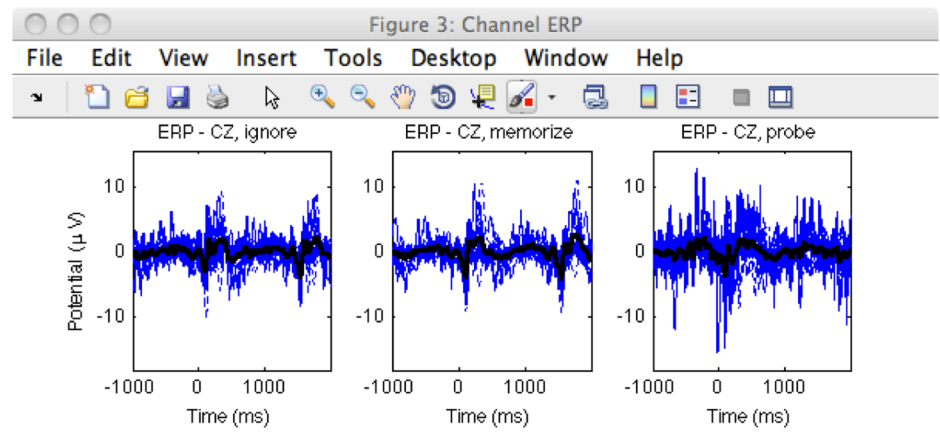 Figure 3: Channel ERP
File Edit View Insert Tools Desktop Window Help
ERP - CZ, ignore
ERP - CZ, memorize
ERP - CZ, probe
Potential (μ V)
10
0
-10
10
0
-10
10
0
-10
-1000 0 1000
-1000 0 1000
-1000 0 1000
Time (ms)
Time (ms)
Time (ms)